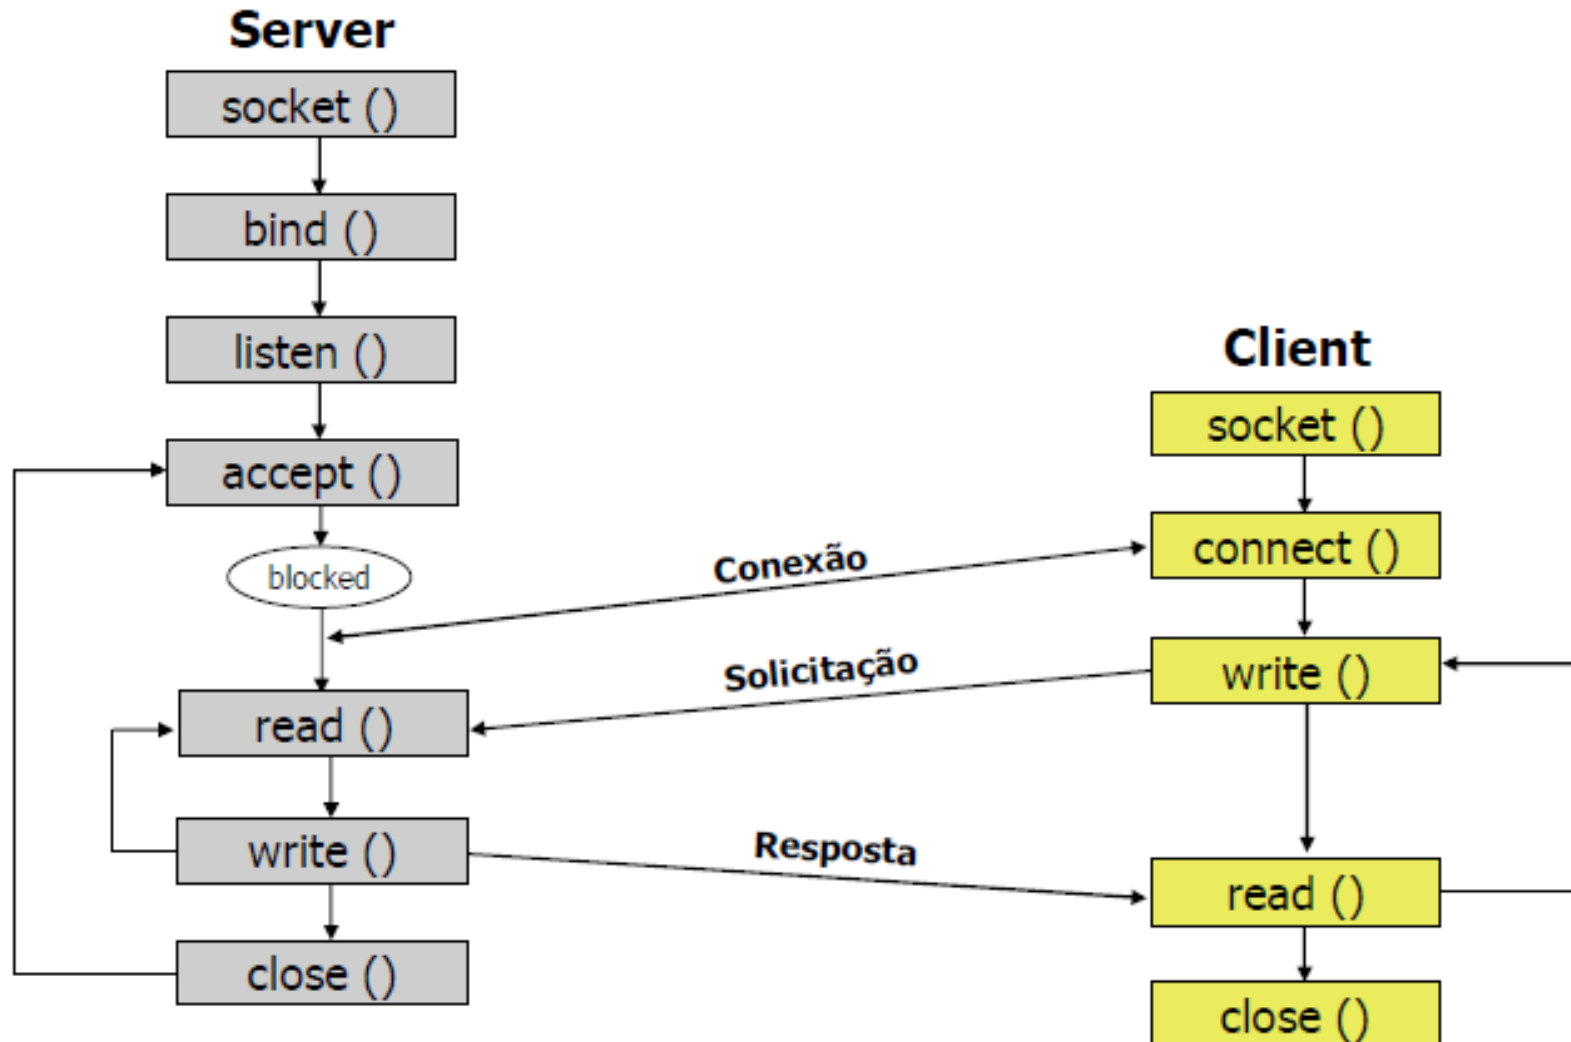 Server
socket ()
bind ()
listen ()
accept ()
blocked
read ()
write ()
close ()
Conexão
Solicitação
Resposta
Client
socket ()
connect ()
write ()
read ()
close ()